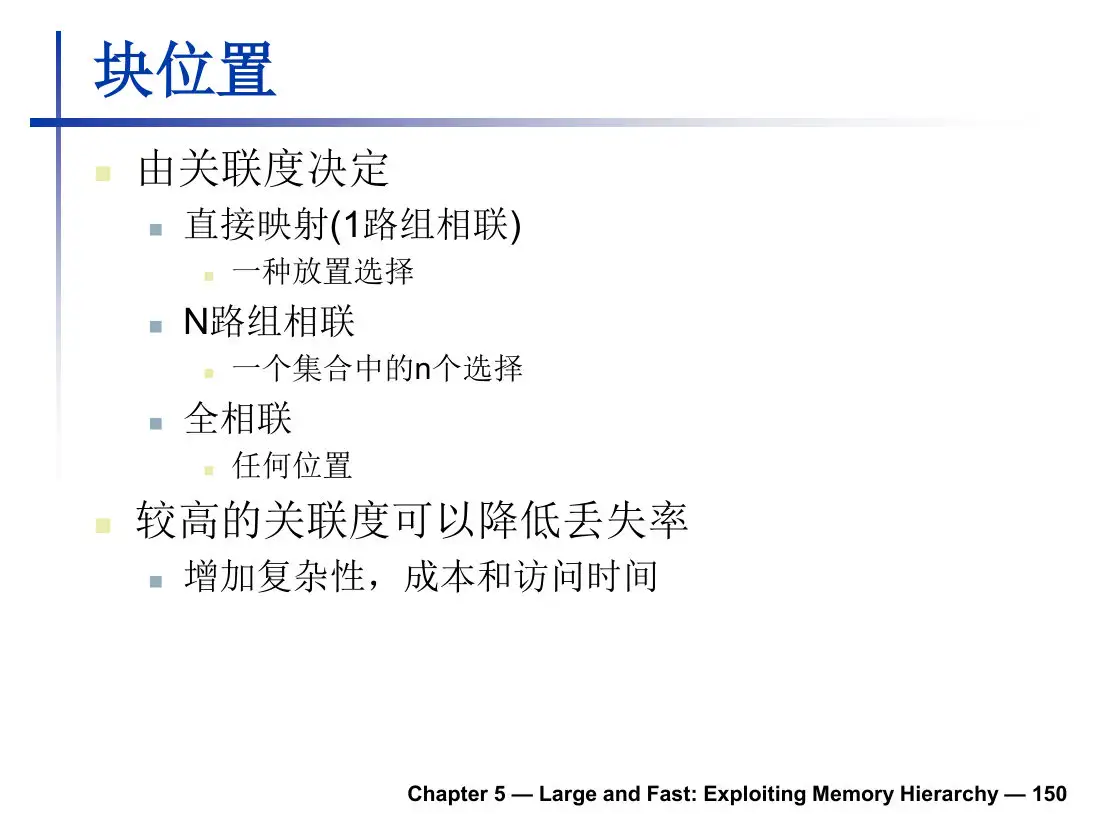 块位置
由关联度决定
直接映射(1路组相联)
一种放置选择
N路组相联
一个集合中的n个选择
全相联
任何位置
较高的关联度可以降低丢失率
增加复杂性，成本和访问时间
Chapter 5 — Large and Fast: Exploiting Memory Hierarchy — 150